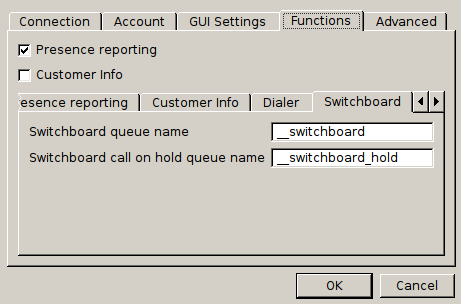 Connection Account GUI Settings Functions Advanced
Presence reporting
Customer Info
esence reporting Customer Info Dialer Switchboard
Switchboard queue name __switchboard
Switchboard call on hold queue name __switchboard_hold
OK Cancel